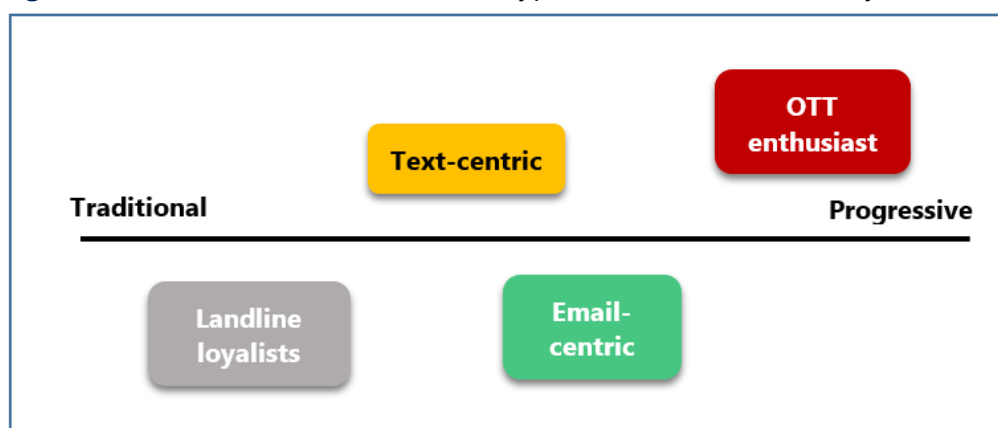 OTT
enthusiast
Text-centric
Traditional
Progressive
Landline
loyalists
Email-
centric